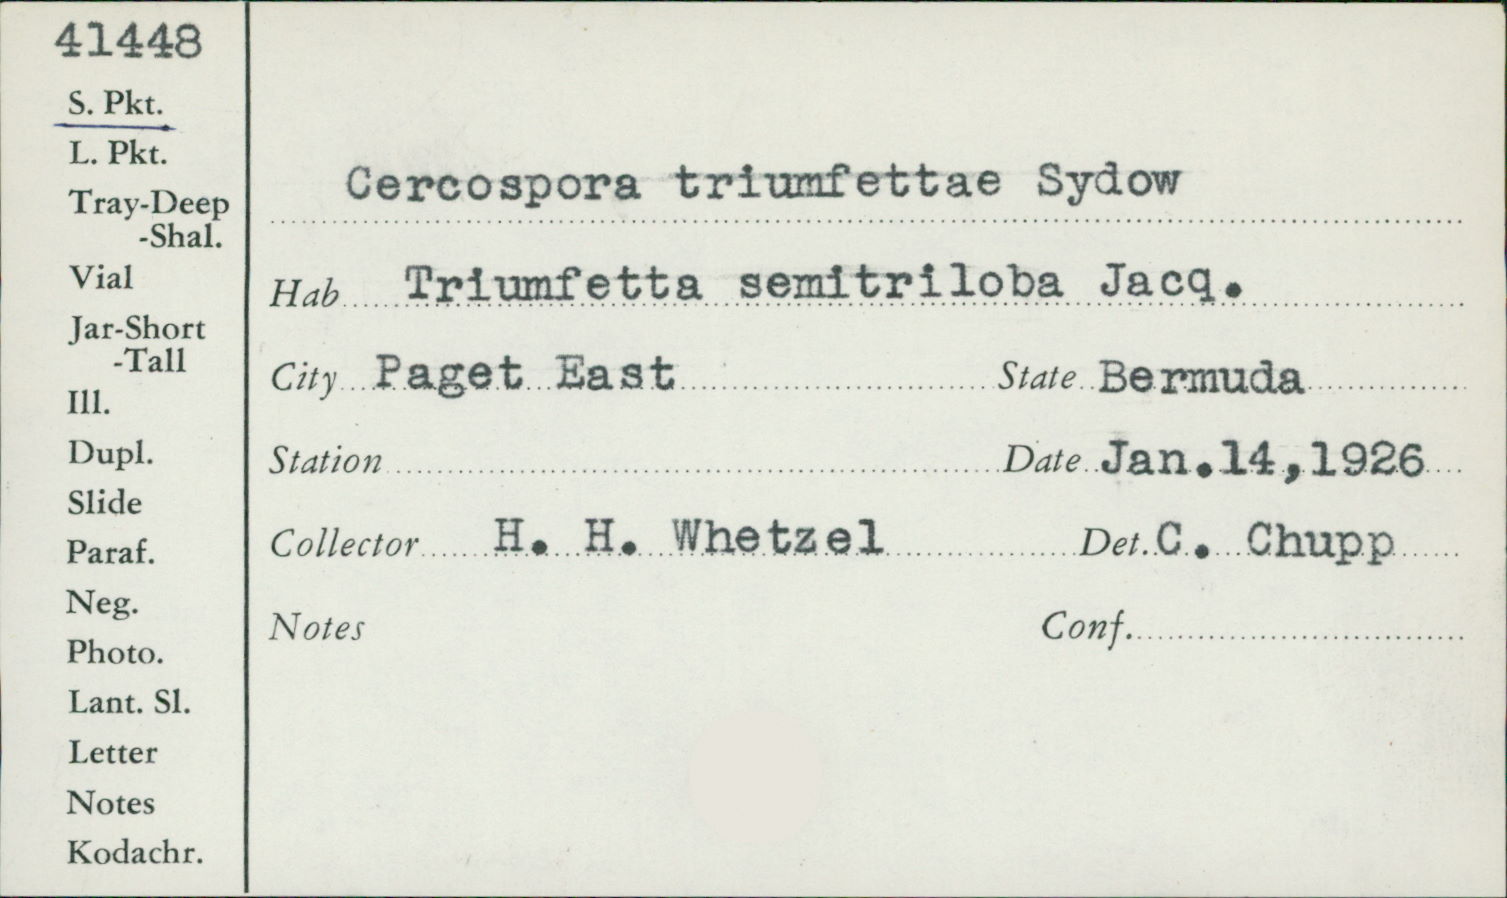 41448
S. Pkt.
L. Pkt.
Tray-Deep
-Shal.
Vial
Jar-Short
-Tall
Ill.
Dupl.
Slide
Paraf.
Neg.
Photo.
Lant. Sl.
Letter
Notes
Kodachr.
Cercospora triumfettae Sydow
Hab Triumfetta semitriloba Jacq.
City Paget East State Bermuda
Station Date Jan.14,1926
Collector H. H. Whetzel Det. C. Chupp
Notes Conf.